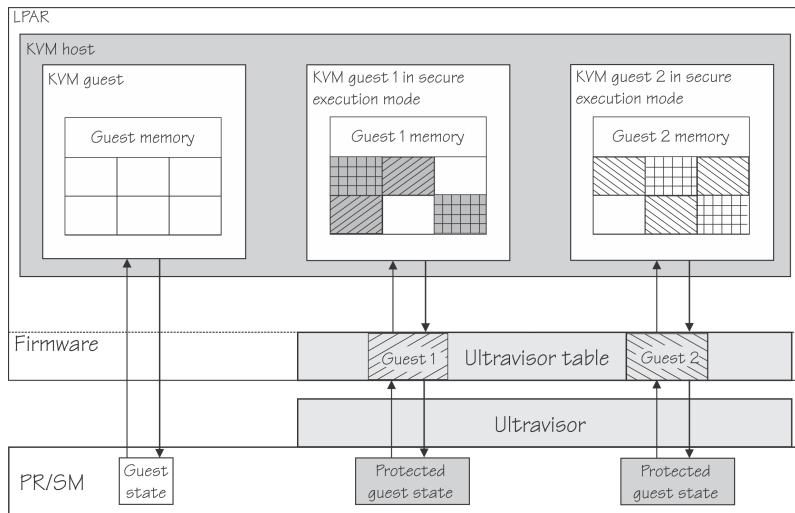 LPAR
KVM host
KVM guest
Guest memory
KVM guest 1 in secure
execution mode
Guest 1 memory
KVM guest 2 in secure
execution mode
Guest 2 memory
Firmware
Guest 1
Ultravisor table
Guest 2
Ultravisor
PR/SM
Guest
state
Protected
guest state
Protected
guest state